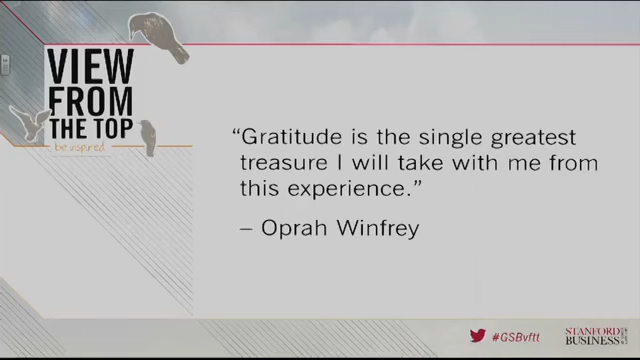 VIEW
FROM
THE TOP
be inspired
“Gratitude is the single greatest
treasure I will take with me from
this experience.”
– Oprah Winfrey
#GSBvftt
STANFORD
BUSINESS